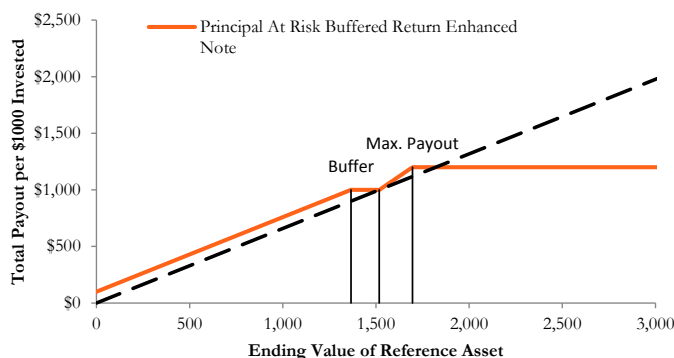 $2,500
Principal At Risk Buffered Return Enhanced
Note
$2,000
$1,500
$1,000
$500
$0
Total Payout per $1000 Invested
Max. Payout
Buffer
0
500
1,000
1,500
2,000
2,500
3,000
Ending Value of Reference Asset